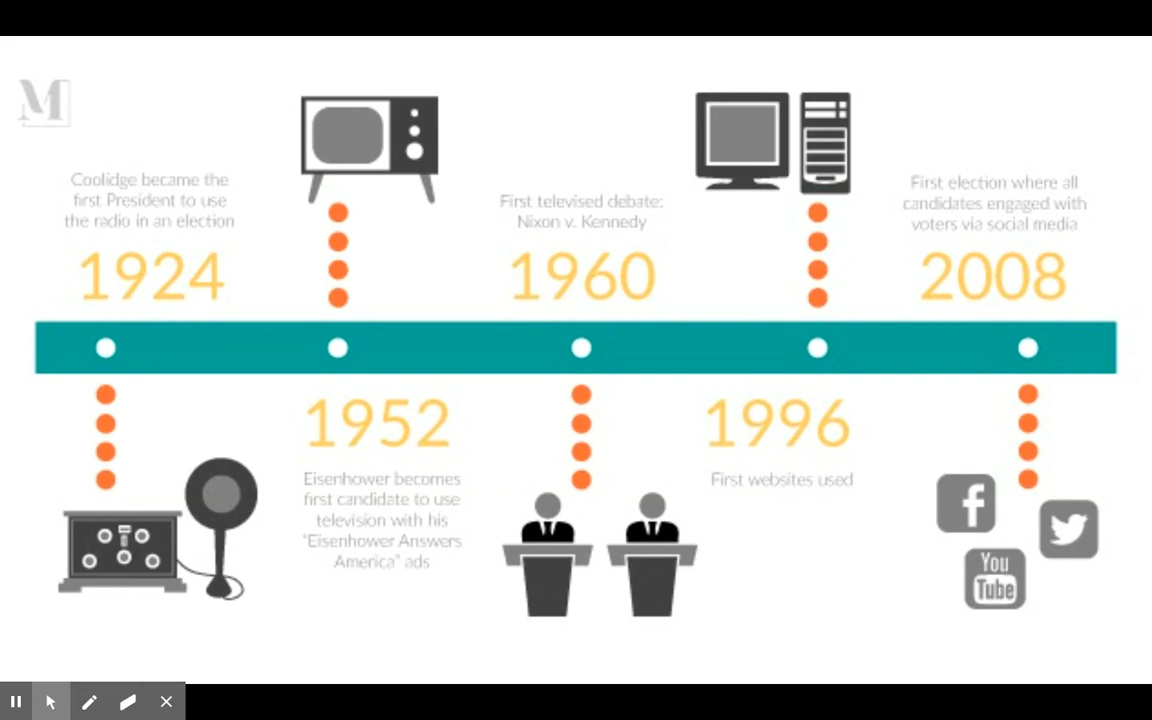 M
Coolidge became the
first President to use
the radio in an election
1924
1952
Eisenhower becomes
first candidate to use
television with his
"Eisenhower Answers
America" ads
First televised debate:
Nixon v. Kennedy
1960
1996
First websites used
First election where all
candidates engaged with
voters via social media
2008
f
You
Tube